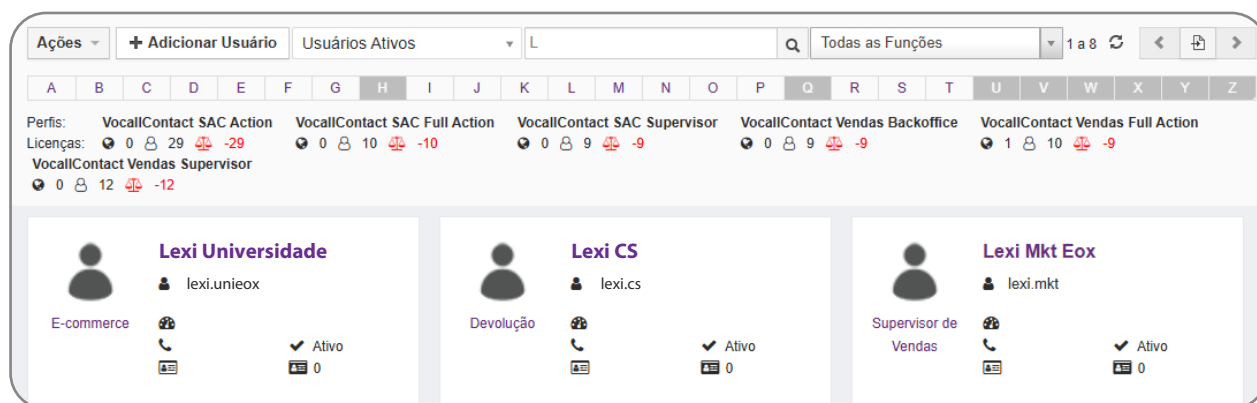 Ações + Adicionar Usuário Usuários Ativos L Todas as Funções 1 a 8
A B C D E F G H I J K L M N O P Q R S T U V W X Y Z
Perfis: VocallContact SAC Action VocallContact SAC Full Action VocallContact SAC Supervisor VocallContact Vendas Backoffice VocallContact Vendas Full Action
Licenças: 0 29 -29 0 10 -10 0 9 -9 0 9 -9 1 10 -9
VocallContact Vendas Supervisor
0 12 -12
Lexi Universidade Lexi CS Lexi Mkt Eox
lexi.unieox lexi.cs lexi.mkt
E-commerce Devolução Supervisor de
Ativo Ativo Vendas Ativo
0 0 0